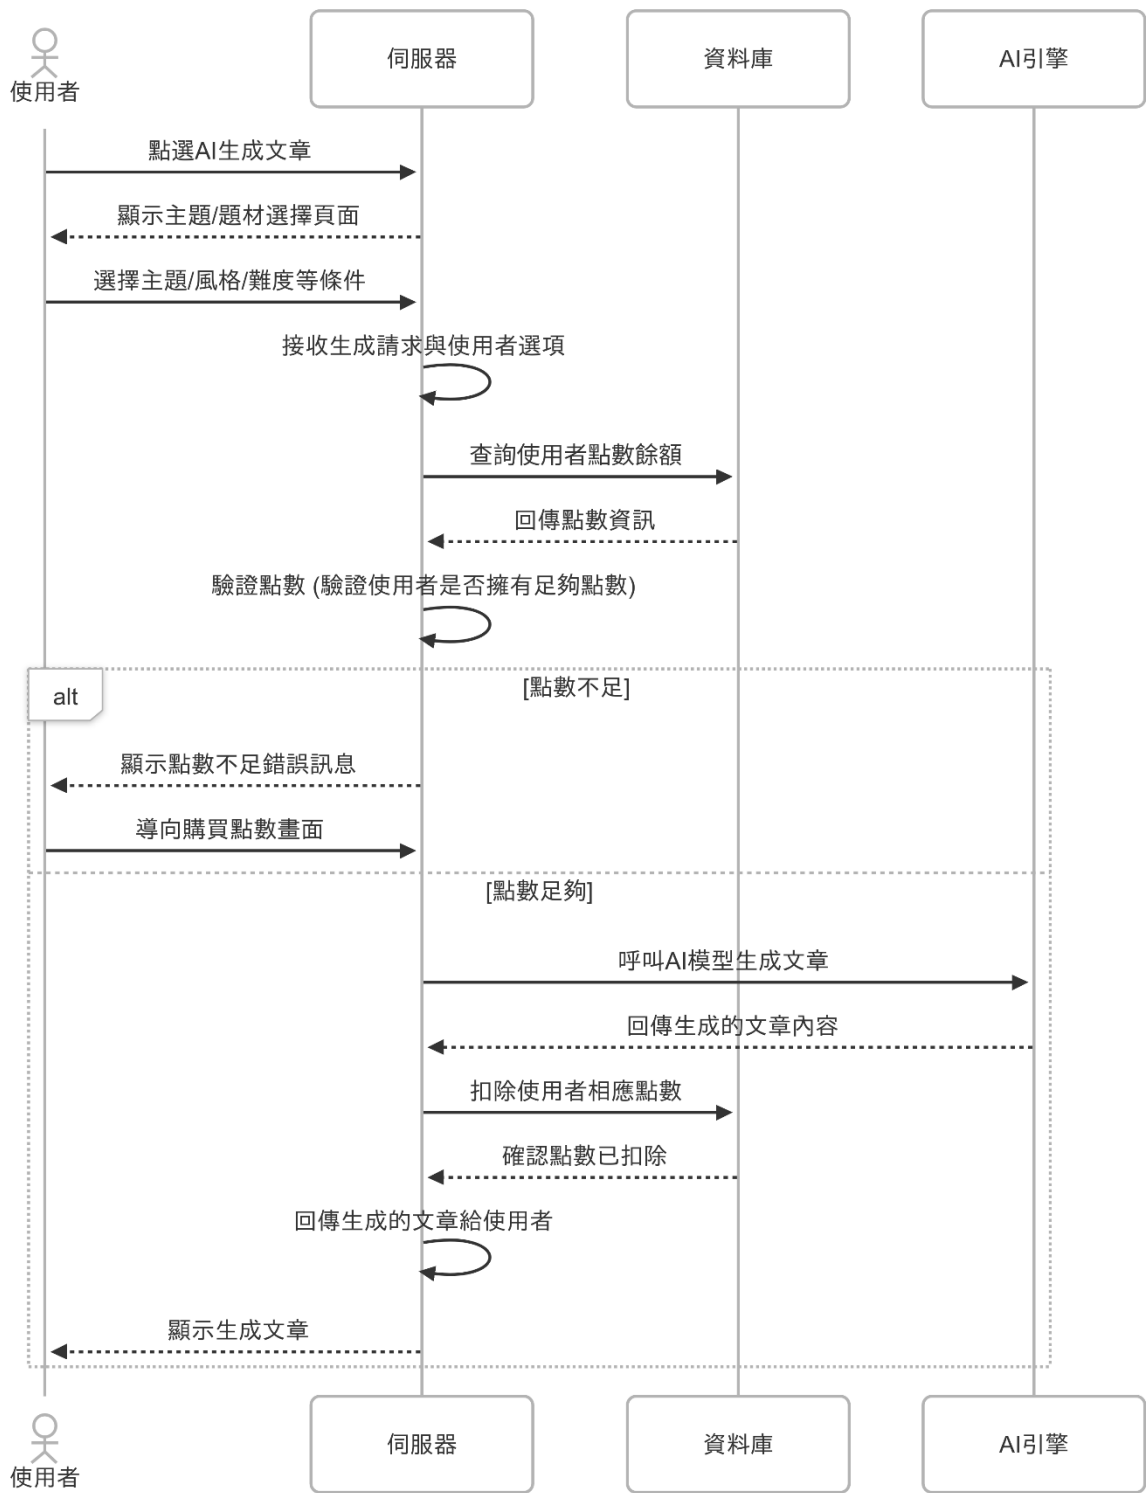 使用者
伺服器
資料庫
AI引擎
點選AI生成文章
顯示主題/題材選擇頁面
選擇主題/風格/難度等條件
接收生成請求與使用者選項
查詢使用者點數餘額
回傳點數資訊
驗證點數 (驗證使用者是否擁有足夠點數)
alt
[點數不足]
顯示點數不足錯誤訊息
導向購買點數畫面
[點數足夠]
呼叫AI模型生成文章
回傳生成的文章內容
扣除使用者相應點數
確認點數已扣除
回傳生成的文章給使用者
顯示生成文章
使用者
伺服器
資料庫
AI引擎